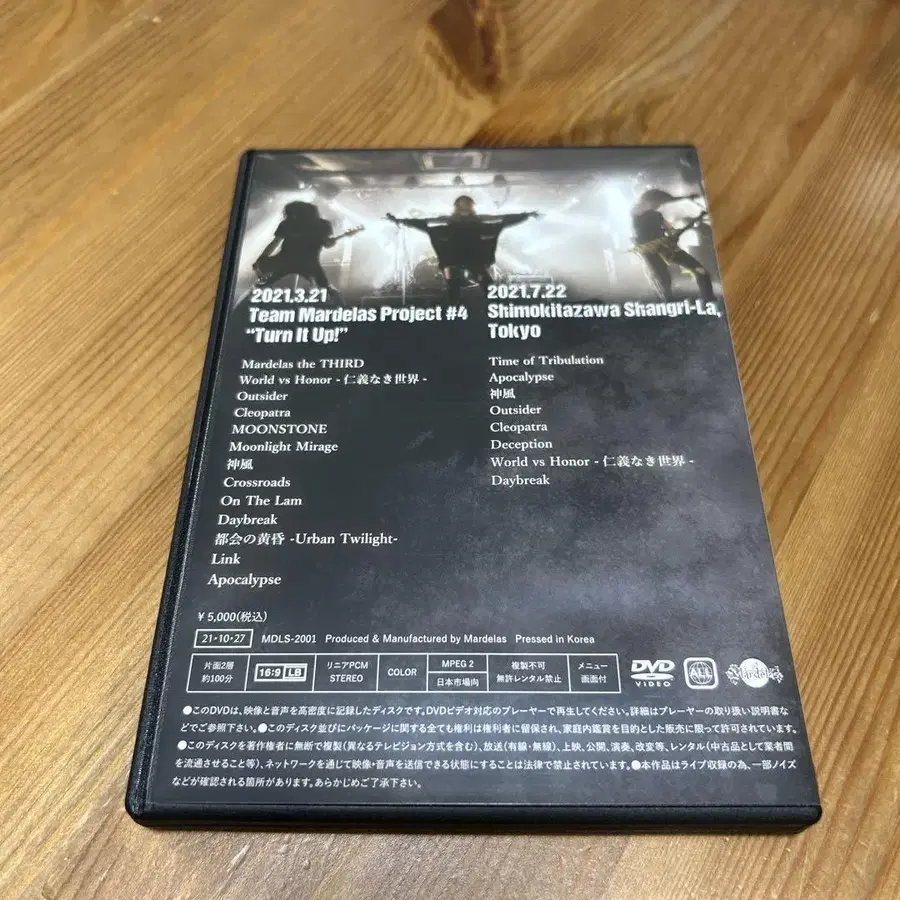 2021.3.21
Team Mardelas Project #4
“Turn It Up!”
Mardelas the THIRD
World vs Honor - 仁義なき世界 -
Outsider
Cleopatra
MOONSTONE
Moonlight Mirage
神風
Crossroads
On The Lam
Daybreak
都会の黄昏 -Urban Twilight-
Link
Apocalypse
2021.7.22
Shimokitazawa Shangri-La,
Tokyo
Time of Tribulation
Apocalypse
神風
Outsider
Cleopatra
Deception
World vs Honor - 仁義なき世界 -
Daybreak
¥5,000(税込)
21・10・27 MDLS-2001 Produced & Manufactured by Mardelas Pressed in Korea
片面2層
約100分
16:9 LB
リニアPCM
STEREO
COLOR
MPEG 2
日本市場向
複製不可
無許レンタル禁止
メニュー
画面付
DVD
VIDEO
ALL
Mardelas
●このDVDは、映像と音声を高密度に記録したディスクです。DVDビデオ対応のプレーヤーで再生してください。詳細はプレーヤーの取り扱い説明書な
どでご参照下さい。●このディスク並びにパッケージに関する全ても権利は権利者に留保され、家庭内鑑賞を目的とした販売に限って許可されています。
●このディスクを著作権者に無断で複製(異なるテレビジョン方式を含む)、放送(有線・無線)、上映、公開、演奏、改変等、レンタル(中古品として業者間
を流通させること等)、ネットワークを通じて映像・音声を送信できる状態にすることは法律で禁止されています。●本作品はライブ収録の為、一部ノイズ
などが確認される箇所があります。あらかじめご了承下さい。